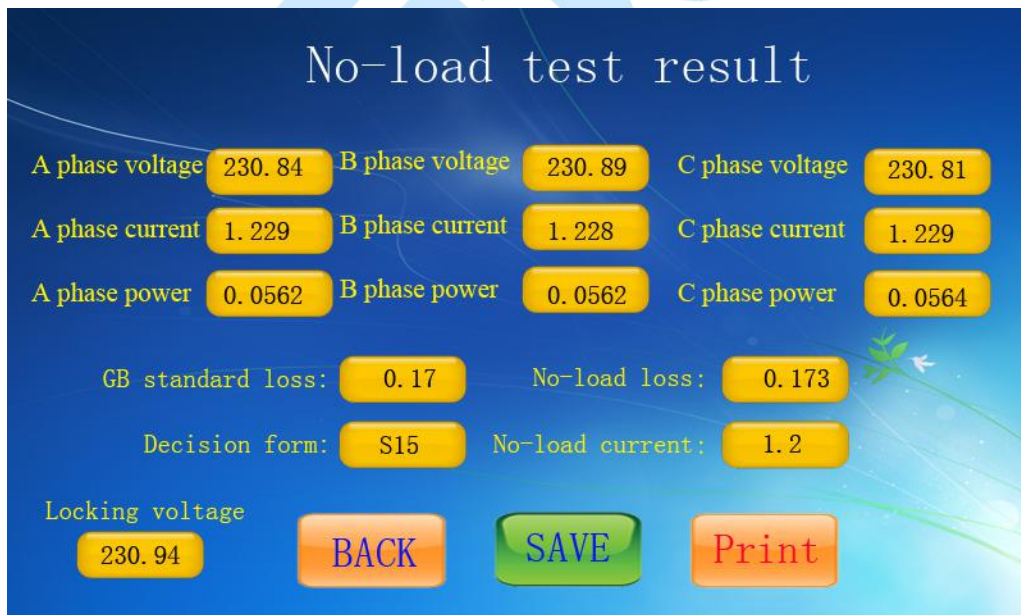 No-load test result
A phase voltage 230.84 B phase voltage 230.89 C phase voltage 230.81
A phase current 1.229 B phase current 1.228 C phase current 1.229
A phase power 0.0562 B phase power 0.0562 C phase power 0.0564
GB standard loss: 0.17 No-load loss: 0.173
Decision form: S15 No-load current: 1.2
Locking voltage
230.94 BACK SAVE Print